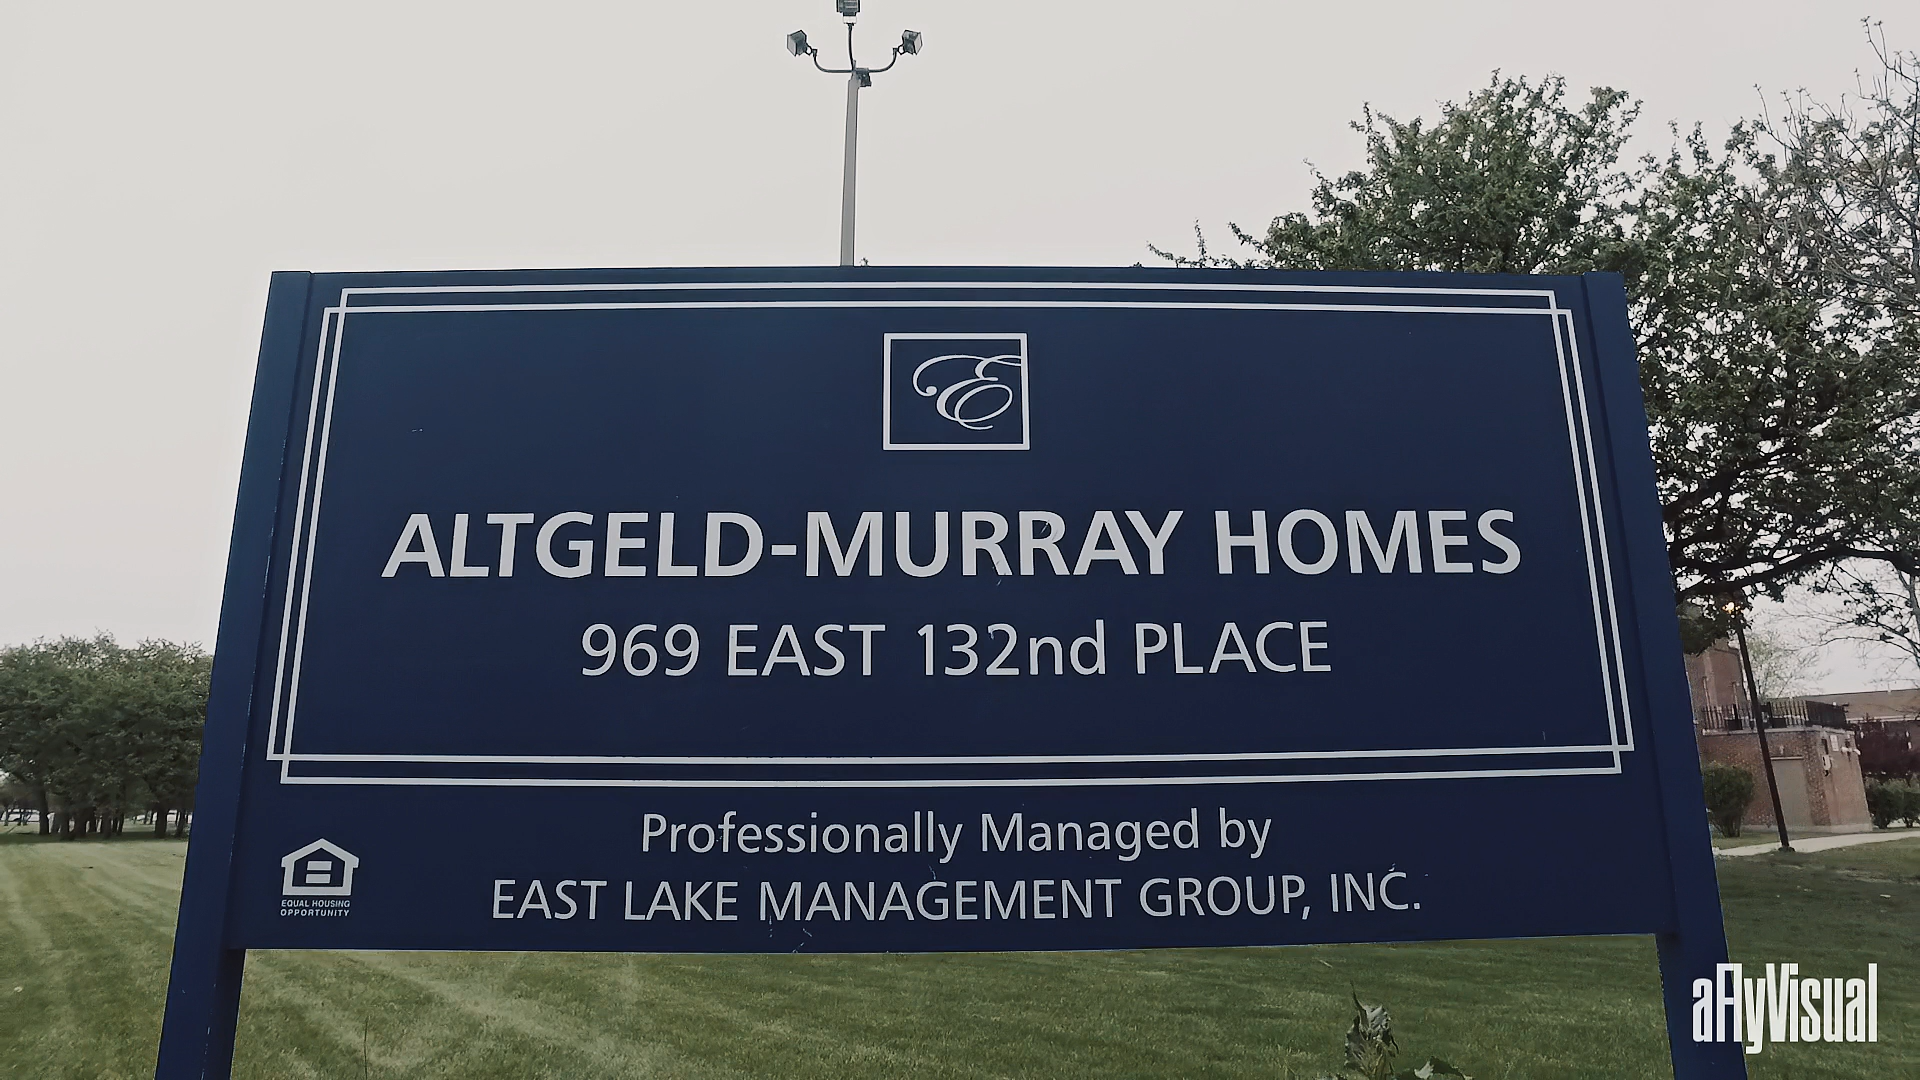 E
ALTGELD-MURRAY HOMES
969 EAST 132nd PLACE
Professionally Managed by
EAST LAKE MANAGEMENT GROUP, INC.
EQUAL HOUSING
OPPORTUNITY
aFlyVisual